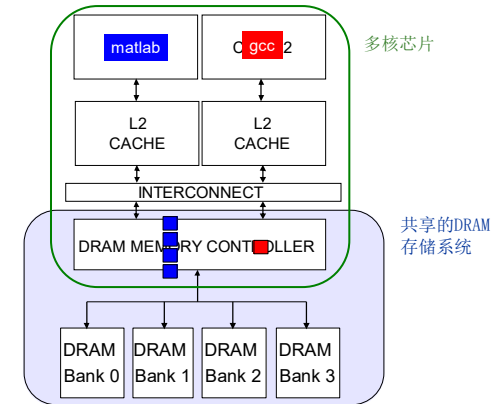 matlab
gcc
多核芯片
L2
CACHE
L2
CACHE
INTERCONNECT
共享的DRAM
存储系统
DRAM MEMORY CONTROLLER
DRAM
Bank 0
DRAM
Bank 1
DRAM
Bank 2
DRAM
Bank 3